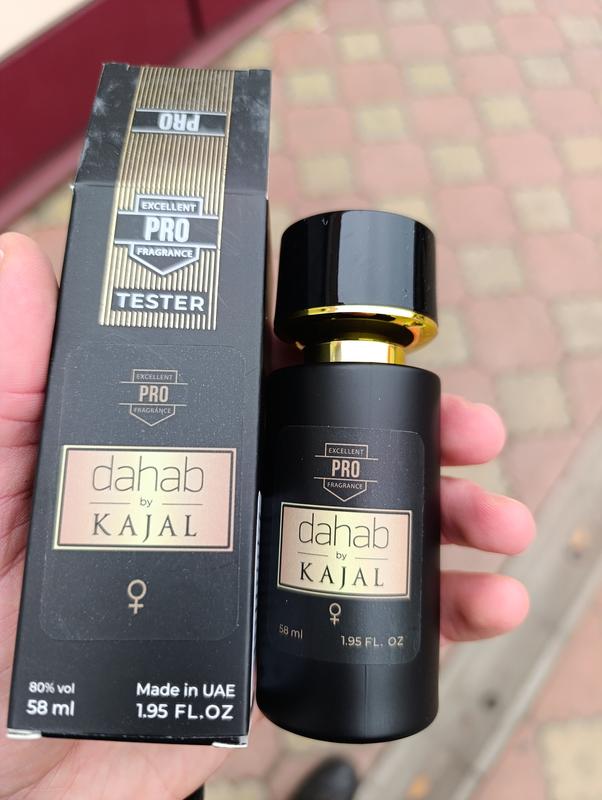 PRO
EXCELLENT
PRO
FRAGRANCE
TESTER
EXCELLENT
PRO
FRAGRANCE
dahab
by
KAJAL
80% vol
58 ml
Made in UAE
1.95 FL.OZ
EXCELLENT
PRO
FRAGRANCE
dahab
by
KAJAL
58 ml
1.95 FL. OZ